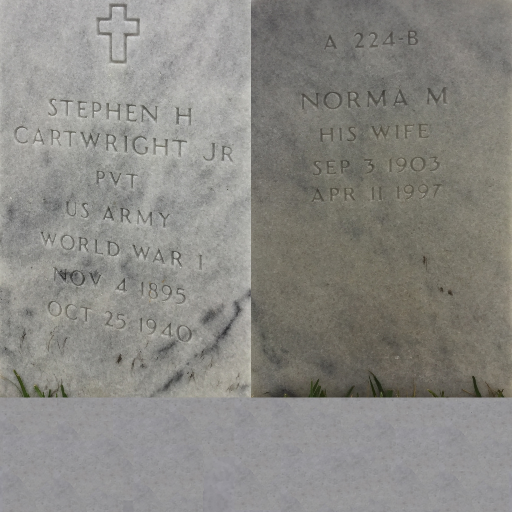 STEPHEN H
CARTWRIGHT JR
PVT
US ARMY
WORLD WAR I
NOV 4 1895
OCT 25 1940
A 224-B
NORMA M
HIS WIFE
SEP 3 1903
APR 11 1997